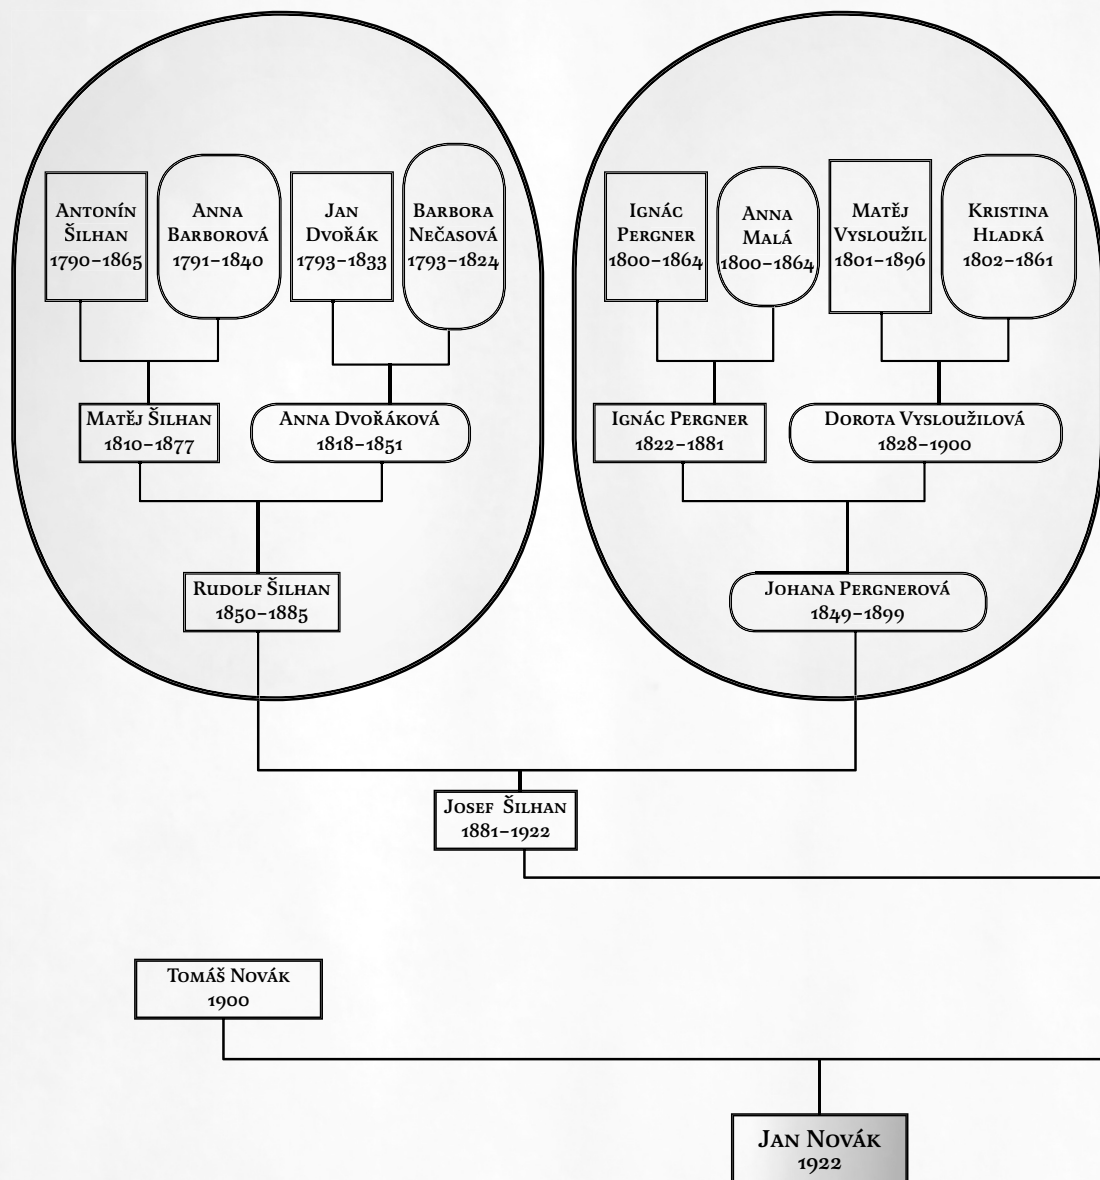 Antonín
Šilhan
1790–1865
Anna
Barborová
1791–1840
Jan
Dvořák
1793–1833
Barbora
Nečasová
1793–1824
Ignác
Pergner
1800–1864
Anna
Malá
1800–1864
Matěj
Vysloužil
1801–1896
Kristina
Hladká
1802–1861
Matěj Šilhan
1810–1877
Anna Dvořáková
1818–1851
Ignác Pergner
1822–1881
Dorota Vysloužilová
1828–1900
Rudolf Šilhan
1850–1885
Johana Pergnerová
1849–1899
Josef Šilhan
1881–1922
Tomáš Novák
1900
Jan Novák
1922